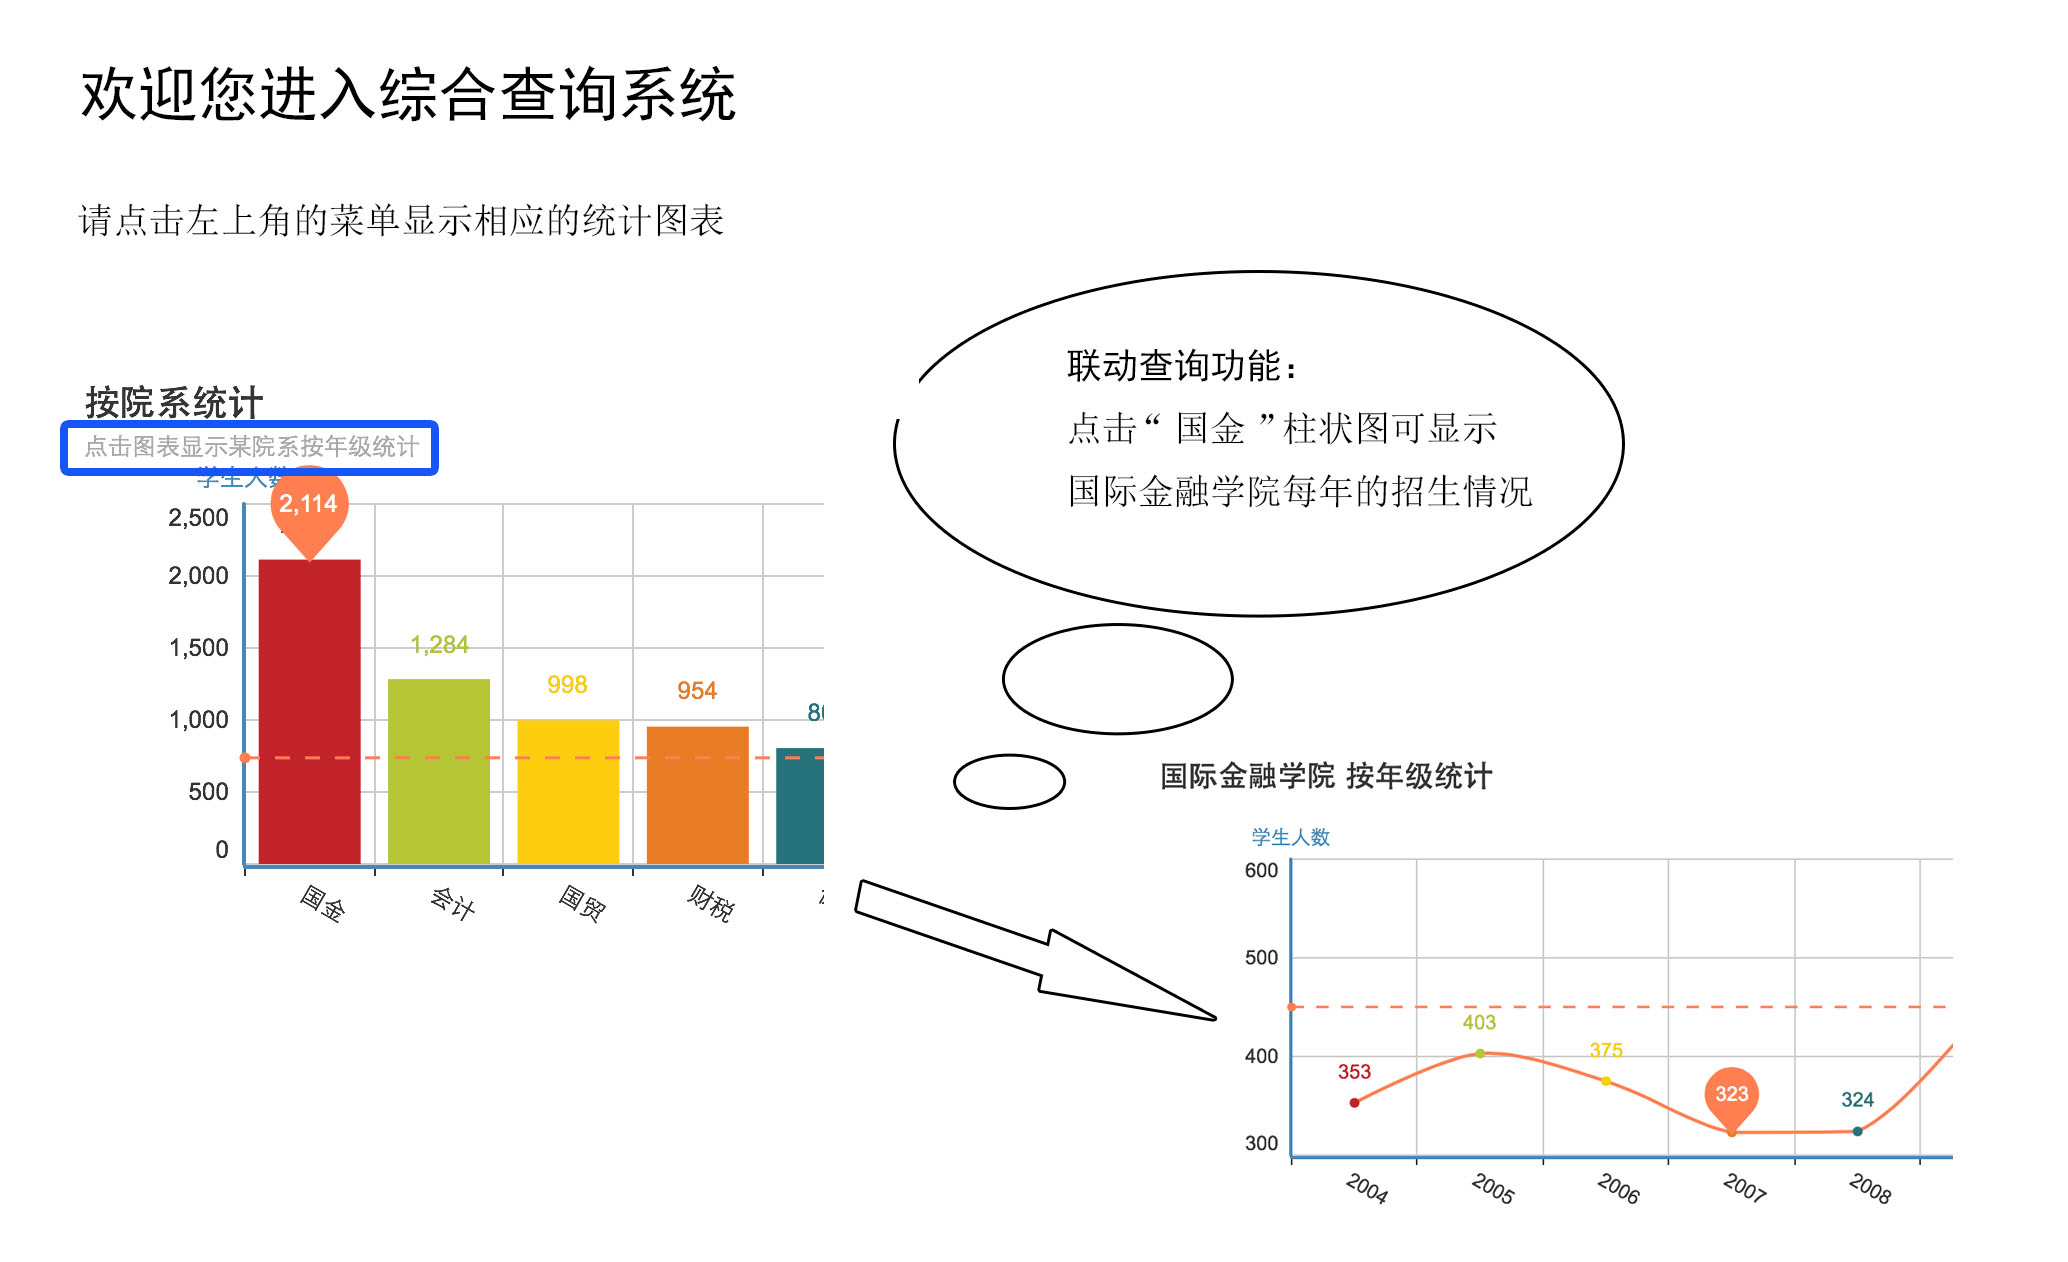 欢迎您进入综合查询系统
请点击左上角的菜单显示相应的统计图表
联动查询功能：
点击“ 国金 ”柱状图可显示
国际金融学院每年的招生情况
按院系统计
点击图表显示某院系按年级统计
学生人数
2,114
2,500
2,000
1,500
1,000
500
0
1,284
998
954
国金
会计
国贸
财税
国际金融学院 按年级统计
学生人数
600
500
400
300
353
403
375
323
324
2004
2005
2006
2007
2008